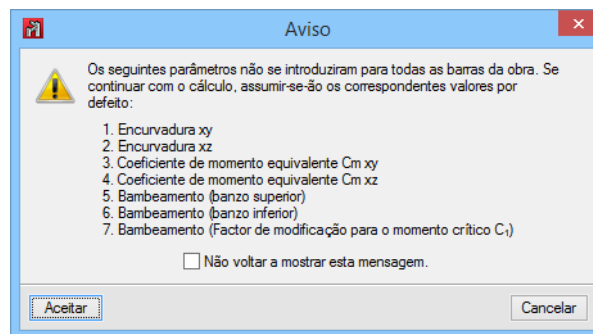 Aviso
Os seguintes parâmetros não se introduziram para todas as barras da obra. Se
continuar com o cálculo, assumir-se-ão os correspondentes valores por
defeito:
1. Encurvadura xy
2. Encurvadura xz
3. Coeficiente de momento equivalente Cm xy
4. Coeficiente de momento equivalente Cm xz
5. Bambeamento (banzo superior)
6. Bambeamento (banzo inferior)
7. Bambeamento (Factor de modificação para o momento crítico C₁)
Não voltar a mostrar esta mensagem.
Aceitar
Cancelar